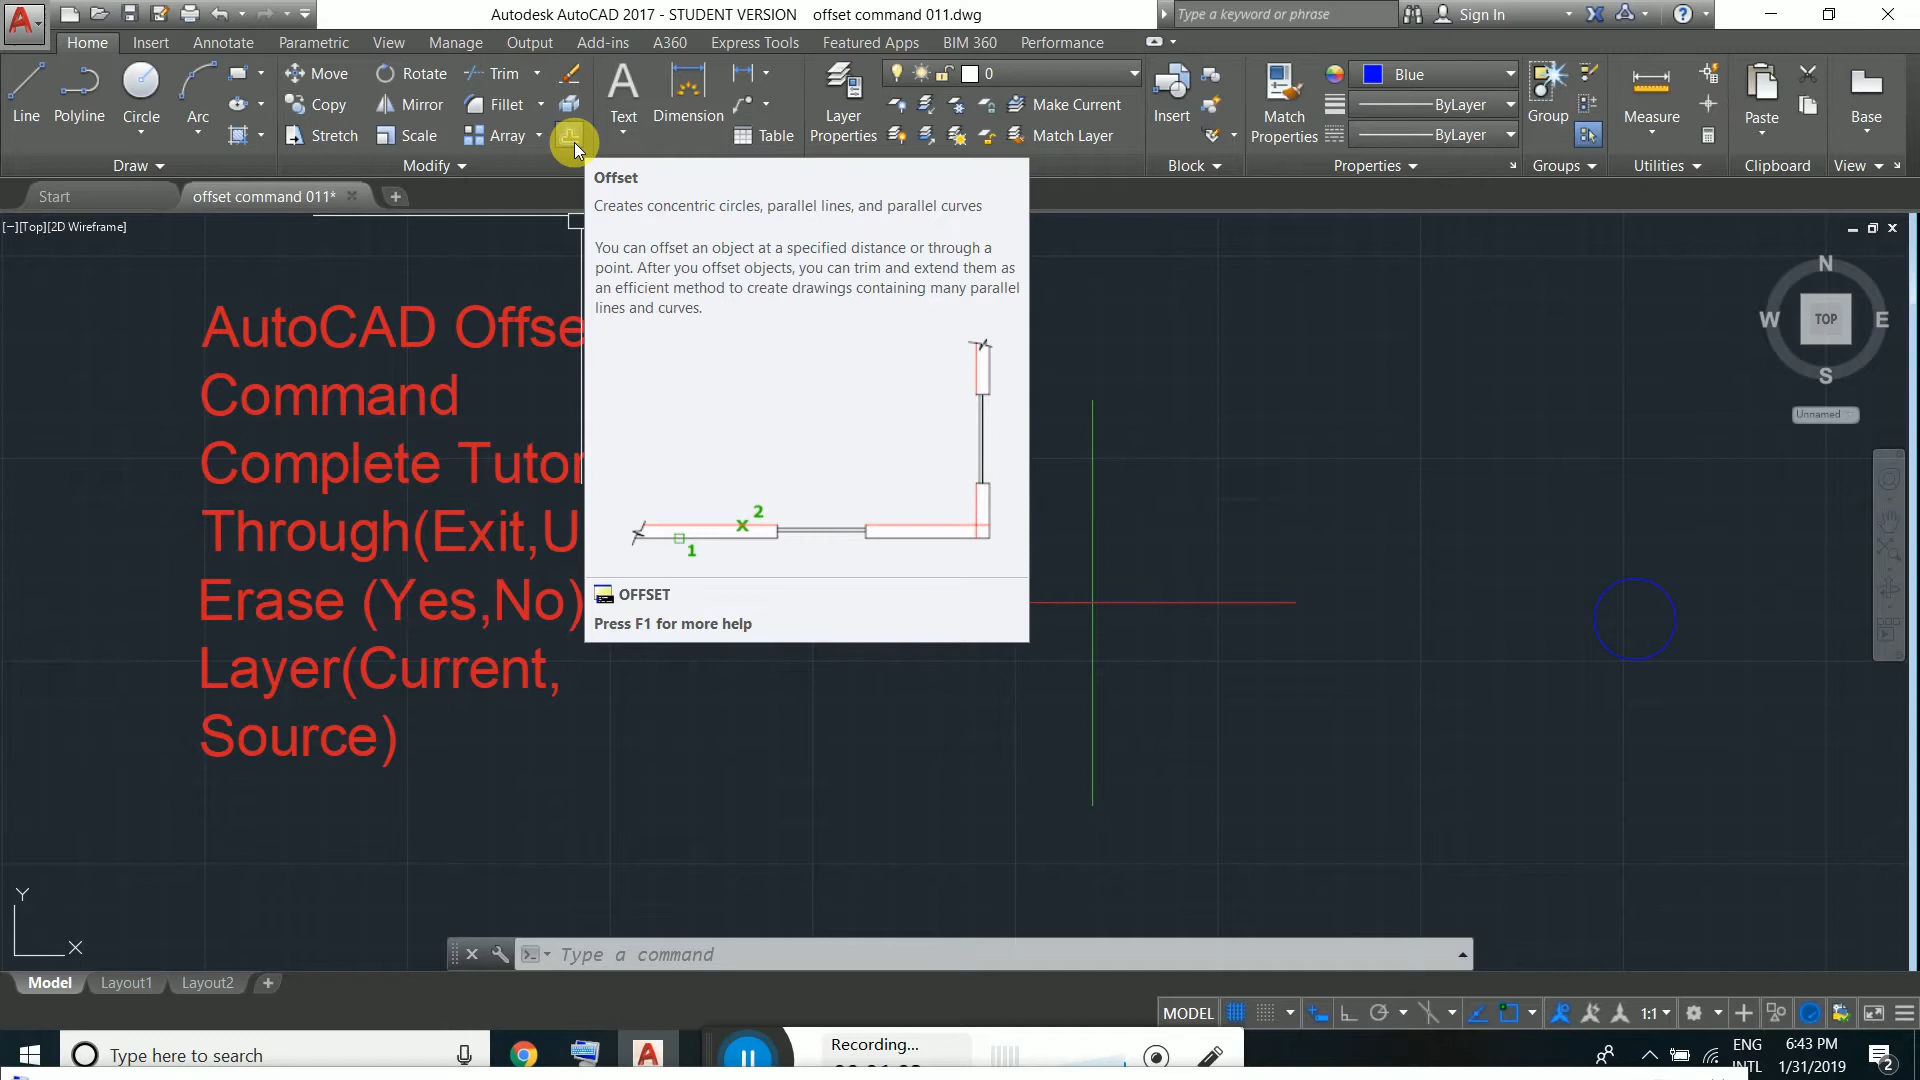 Autodesk AutoCAD 2017 - STUDENT VERSION offset command 011.dwg
Type a keyword or phrase
Sign In
Home Insert Annotate Parametric View Manage Output Add-ins A360 Express Tools Featured Apps BIM 360 Performance
Line Polyline Circle Arc
Move Rotate Trim
Copy Mirror Fillet
Stretch Scale Array
Text Dimension Table
Layer Properties
0
Make Current
Match Layer
Insert
Match Properties
Blue
ByLayer
ByLayer
Group Measure Paste Base
Draw Modify Block Properties Groups Utilities Clipboard View
Start offset command 011*
[−][Top][2D Wireframe]
Offset
Creates concentric circles, parallel lines, and parallel curves
You can offset an object at a specified distance or through a
point. After you offset objects, you can trim and extend them as
an efficient method to create drawings containing many parallel
lines and curves.
x 2
1
OFFSET
Press F1 for more help
AutoCAD Offse
Command
Complete Tutor
Through(Exit,U
Erase (Yes,No)
Layer(Current,
Source)
N
W TOP E
S
Unnamed
Y
X
Type a command
Model Layout1 Layout2
MODEL 1:1
Type here to search
Recording...
ENG
INTL
6:43 PM
1/31/2019
2